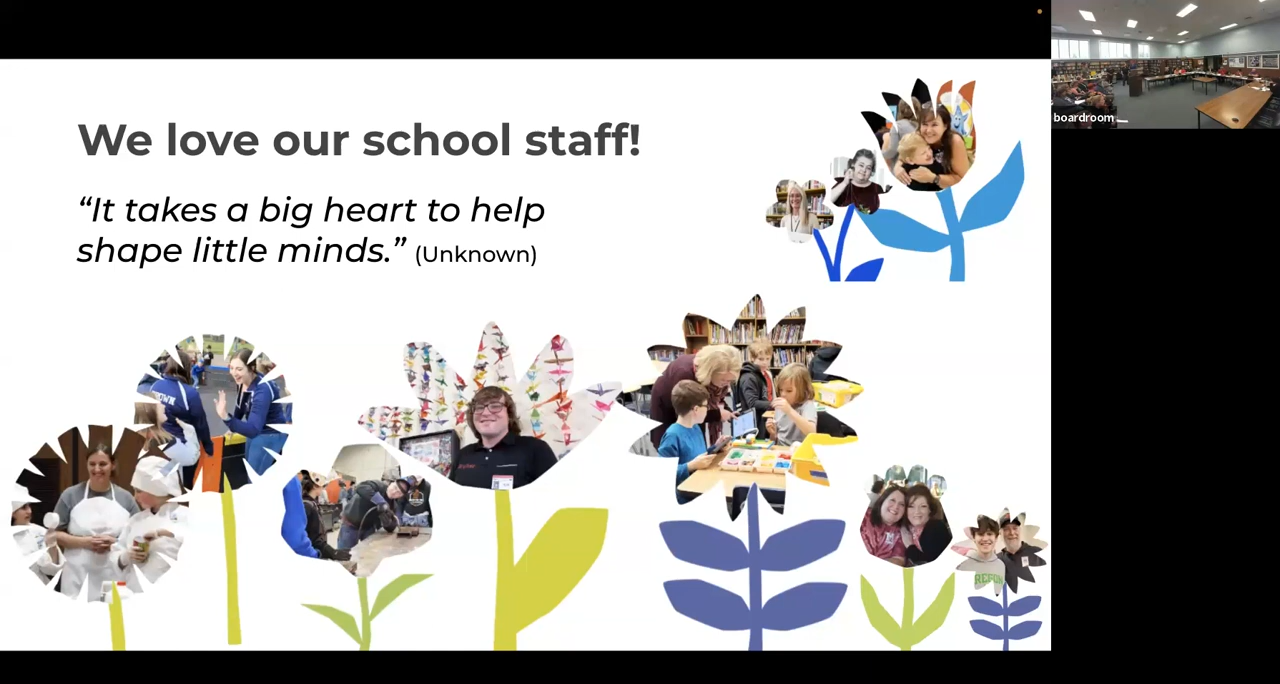 We love our school staff!
“It takes a big heart to help
shape little minds.” (Unknown)
boardroom